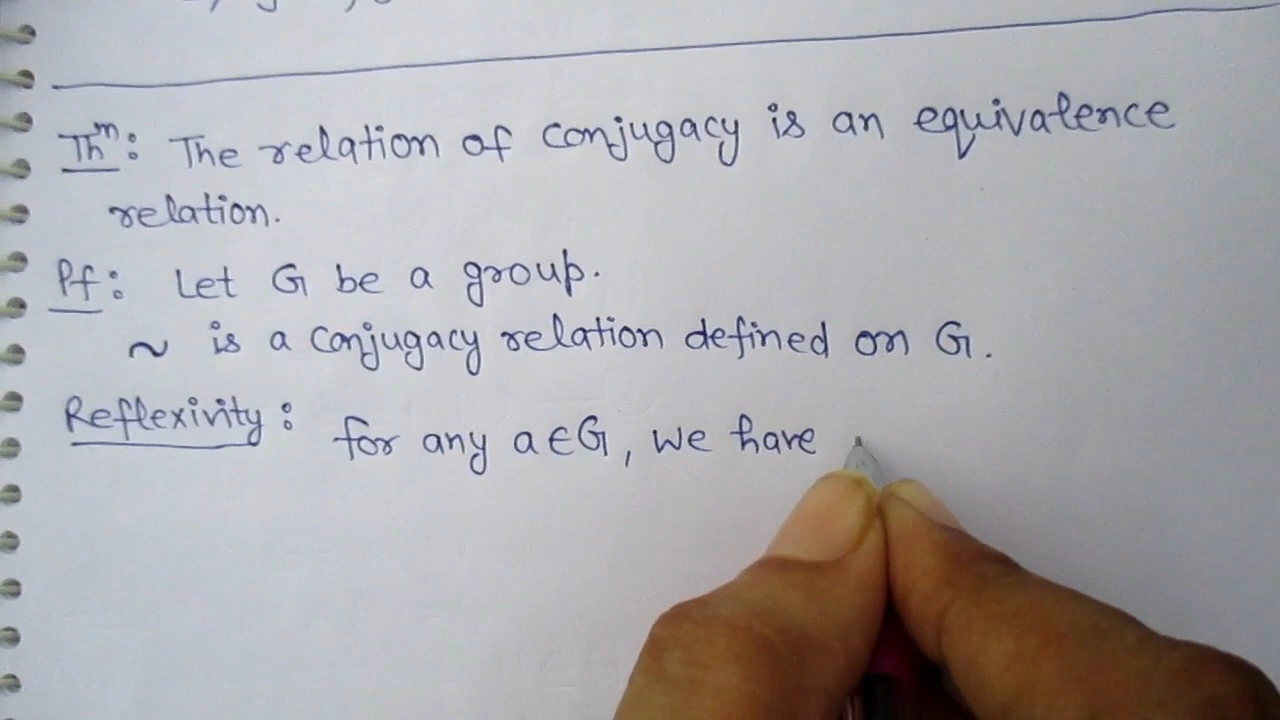 Thᵐ: The relation of conjugacy is an equivalence
relation.
Pf: Let G be a group.
~ is a conjugacy relation defined on G.
Reflexivity: for any a∈G, we have